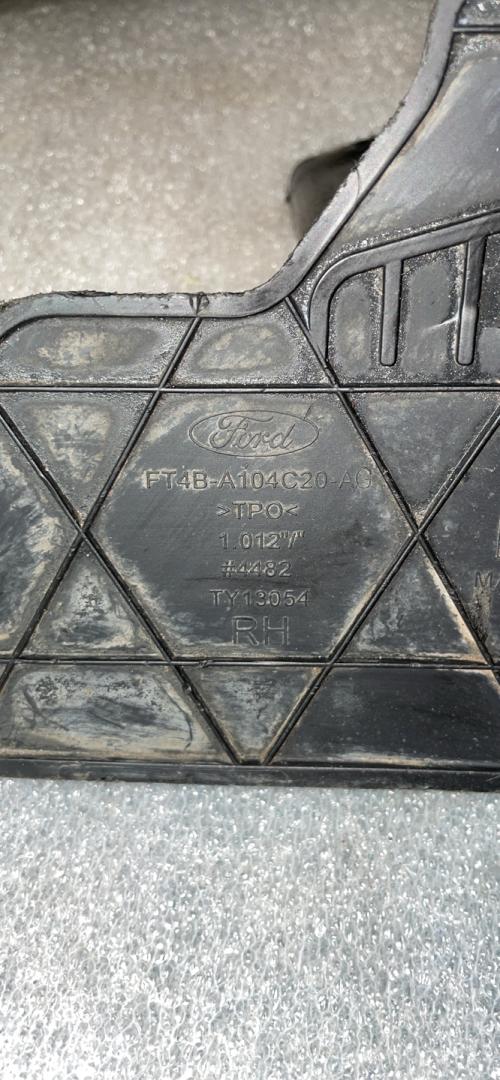 Ford
FT4B-A104C20-AG
>TPO<
1.012"/"
#4482
TY13054
RH